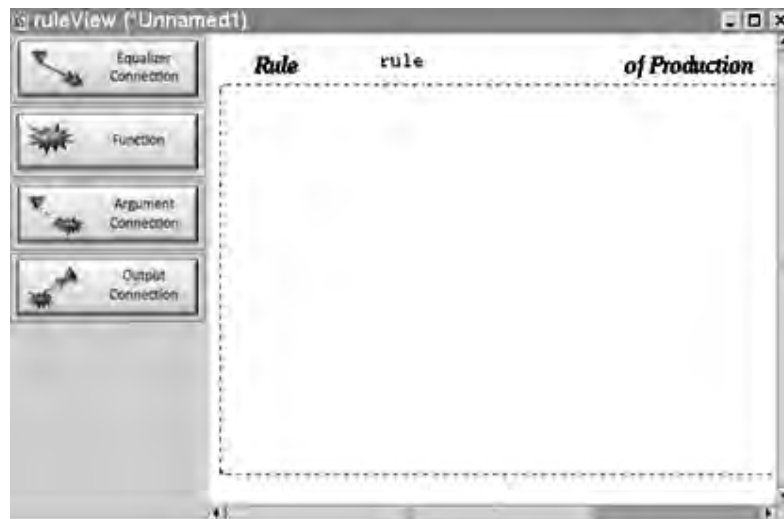 ruleView (*Unnamed1)
Equalizer
Connection
Function
Argument
Connection
Output
Connection
Rule rule of Production